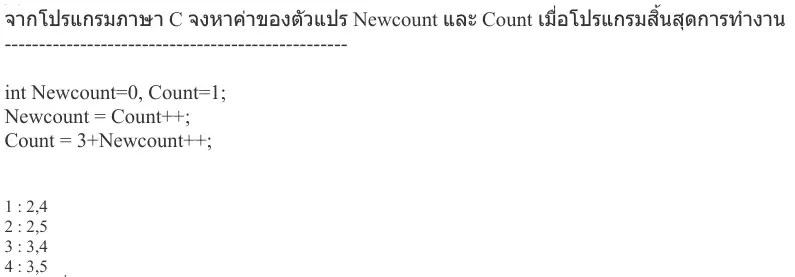 จากโปรแกรมภาษา C จงหาค่าของตัวแปร Newcount และ Count เมื่อโปรแกรมสิ้นสุดการทำงาน
--------------------------------------------------
int Newcount=0, Count=1;
Newcount = Count++;
Count = 3+Newcount++;
1 : 2,4
2 : 2,5
3 : 3,4
4 : 3,5